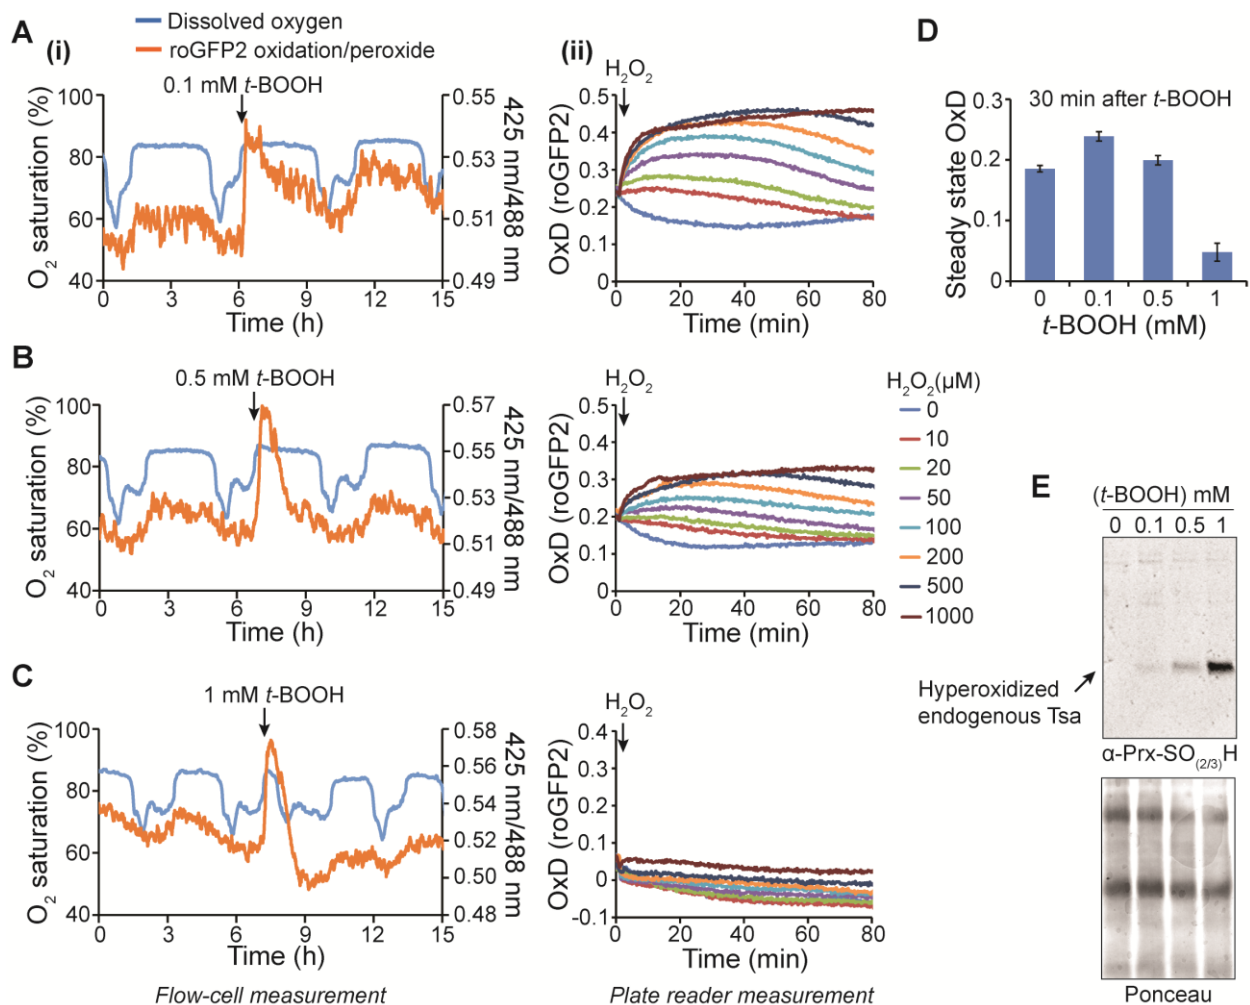 Dissolved oxygen
roGFP2 oxidation/peroxide
A
(i)
0.1 mM t-BOOH
O2 saturation (%)
100
80
60
40
0.55
0.53
0.51
0.49
425 nm/488 nm
0 3 6 9 12 15
Time (h)
(ii)
H2O2
OxD (roGFP2)
0.5
0.4
0.3
0.2
0.1
0
0 20 40 60 80
Time (min)
D
30 min after t-BOOH
Steady state OxD
0.3
0.2
0.1
0
0 0.1 0.5 1
t-BOOH (mM)
B
0.5 mM t-BOOH
O2 saturation (%)
100
80
60
40
0.57
0.55
0.53
0.51
0.49
425 nm/488 nm
0 3 6 9 12 15
Time (h)
H2O2
OxD (roGFP2)
0.5
0.4
0.3
0.2
0.1
0
0 20 40 60 80
Time (min)
H2O2(µM)
0
10
20
50
100
200
500
1000
C
1 mM t-BOOH
O2 saturation (%)
100
80
60
40
0.58
0.56
0.54
0.52
0.50
0.48
425 nm/488 nm
0 3 6 9 12 15
Time (h)
Flow-cell measurement
H2O2
OxD (roGFP2)
0.4
0.3
0.2
0.1
0
-0.1
0 20 40 60 80
Time (min)
Plate reader measurement
E
(t-BOOH) mM
0 0.1 0.5 1
Hyperoxidized
endogenous Tsa
α-Prx-SO(2/3)H
Ponceau